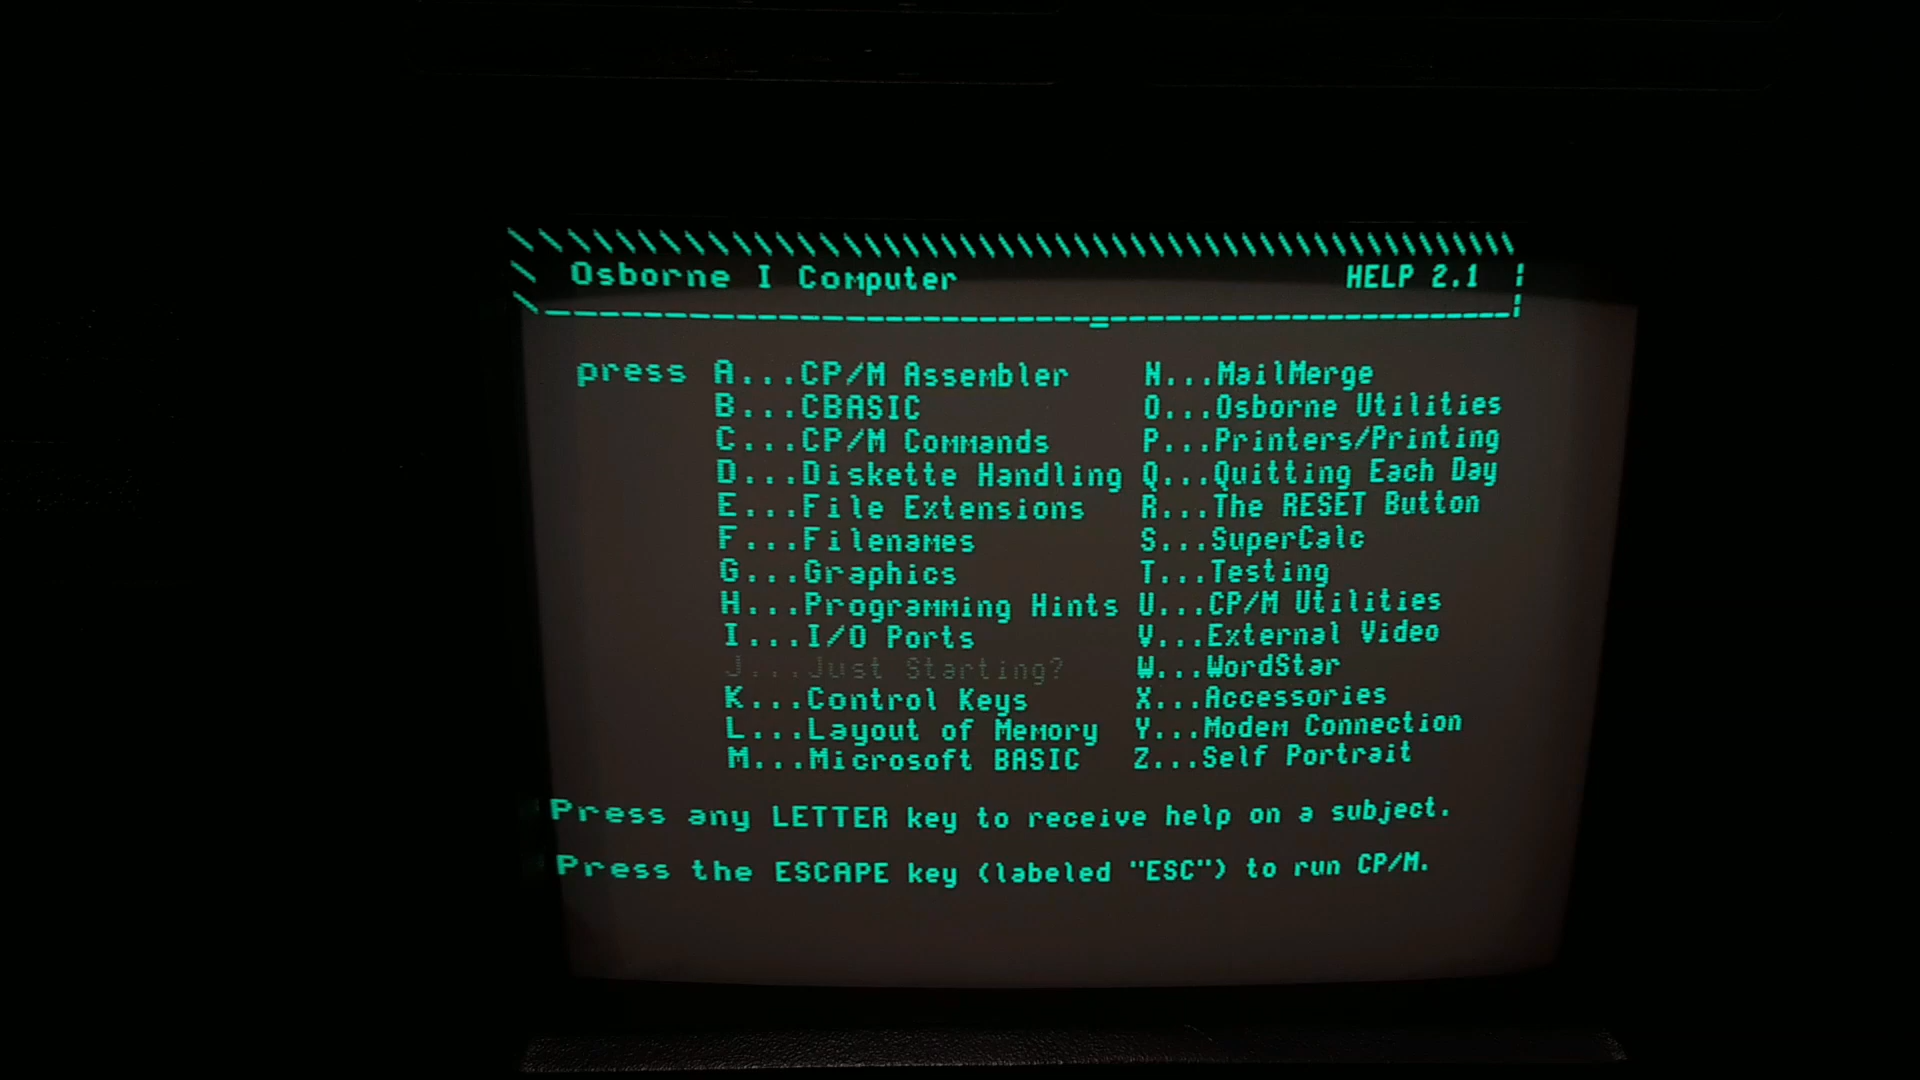 Osborne I Computer HELP 2.1
press A...CP/M Assembler N...MailMerge
B...CBASIC O...Osborne Utilities
C...CP/M Commands P...Printers/Printing
D...Diskette Handling Q...Quitting Each Day
E...File Extensions R...The RESET Button
F...Filenames S...SuperCalc
G...Graphics T...Testing
H...Programming Hints U...CP/M Utilities
I...I/O Ports V...External Video
J...Just Starting? W...WordStar
K...Control Keys X...Accessories
L...Layout of Memory Y...Modem Connection
M...Microsoft BASIC Z...Self Portrait
Press any LETTER key to receive help on a subject.
Press the ESCAPE key (labeled "ESC") to run CP/M.